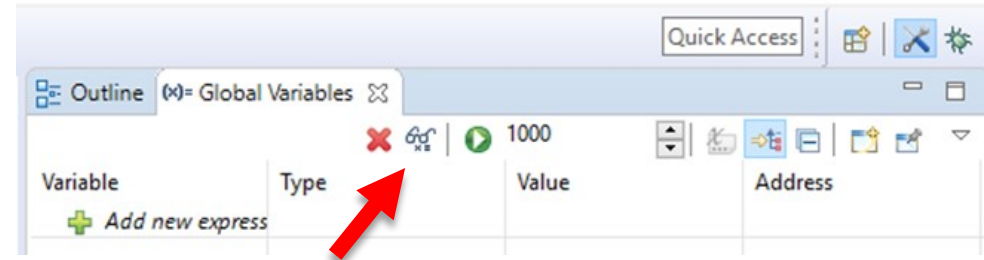 Quick Access
Outline (x)= Global Variables
1000
Variable Type Value Address
Add new express